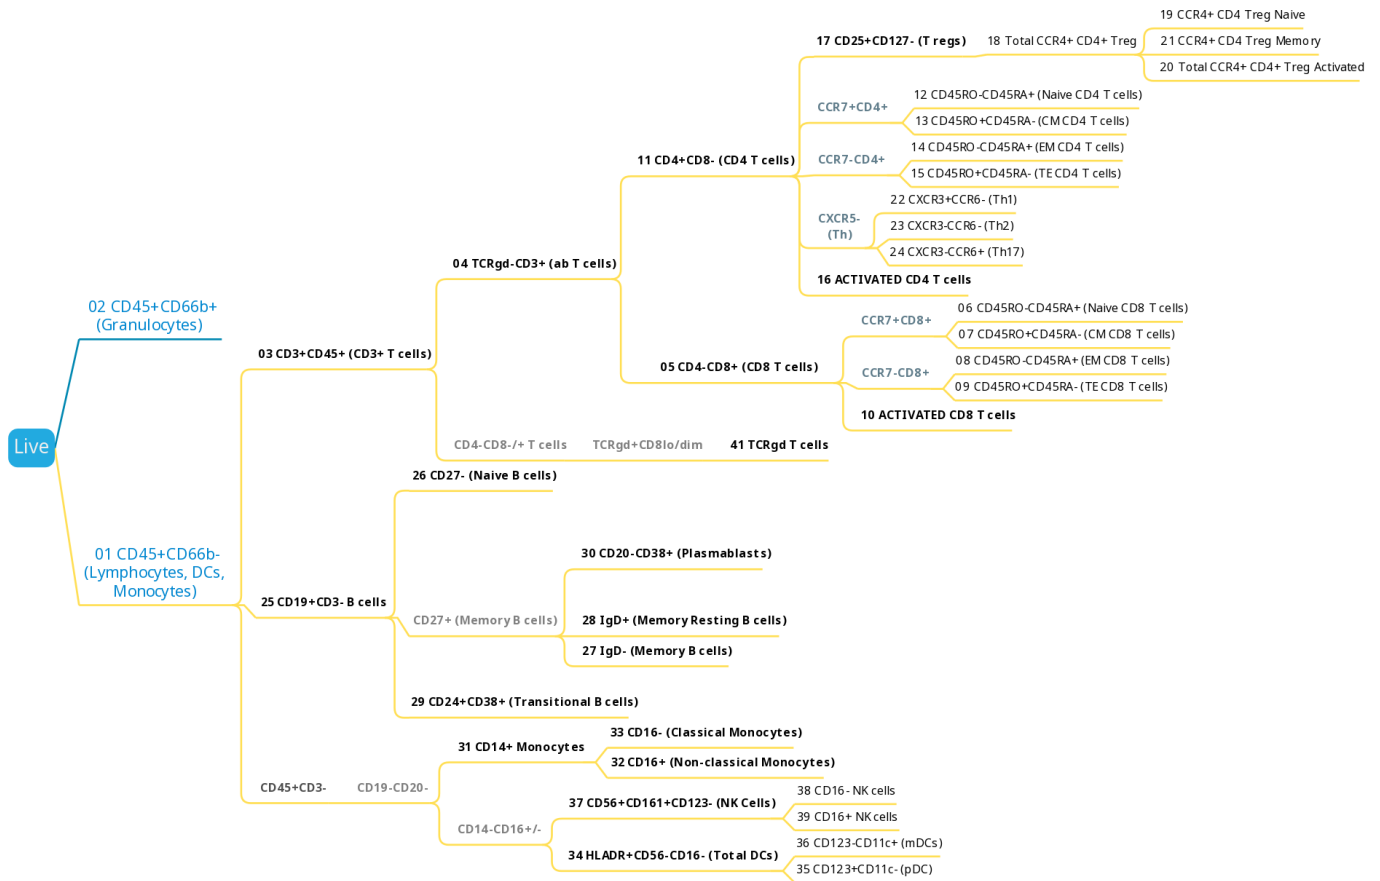 19 CCR4+ CD4 Treg Naive
17 CD25+CD127- (T regs)
18 Total CCR4+ CD4+ Treg
21 CCR4+ CD4 Treg Memory
20 Total CCR4+ CD4+ Treg Activated
CCR7+CD4+
12 CD45RO-CD45RA+ (Naive CD4 T cells)
13 CD45RO+CD45RA- (CM CD4 T cells)
11 CD4+CD8- (CD4 T cells)
CCR7-CD4+
14 CD45RO-CD45RA+ (EM CD4 T cells)
15 CD45RO+CD45RA- (TE CD4 T cells)
CXCR5-
(Th)
22 CXCR3+CCR6- (Th1)
23 CXCR3-CCR6- (Th2)
24 CXCR3-CCR6+ (Th17)
04 TCRgd-CD3+ (ab T cells)
16 ACTIVATED CD4 T cells
02 CD45+CD66b+
(Granulocytes)
CCR7+CD8+
06 CD45RO-CD45RA+ (Naive CD8 T cells)
07 CD45RO+CD45RA- (CM CD8 T cells)
03 CD3+CD45+ (CD3+ T cells)
05 CD4-CD8+ (CD8 T cells)
CCR7-CD8+
08 CD45RO-CD45RA+ (EM CD8 T cells)
09 CD45RO+CD45RA- (TE CD8 T cells)
10 ACTIVATED CD8 T cells
Live
CD4-CD8-/+ T cells
TCRgd+CD8lo/dim
41 TCRgd T cells
26 CD27- (Naive B cells)
01 CD45+CD66b-
(Lymphocytes, DCs,
Monocytes)
30 CD20-CD38+ (Plasmablasts)
25 CD19+CD3- B cells
CD27+ (Memory B cells)
28 IgD+ (Memory Resting B cells)
27 IgD- (Memory B cells)
29 CD24+CD38+ (Transitional B cells)
33 CD16- (Classical Monocytes)
31 CD14+ Monocytes
32 CD16+ (Non-classical Monocytes)
CD45+CD3-
CD19-CD20-
38 CD16- NK cells
37 CD56+CD161+CD123- (NK Cells)
39 CD16+ NK cells
CD14-CD16+/-
36 CD123-CD11c+ (mDCs)
34 HLADR+CD56-CD16- (Total DCs)
35 CD123+CD11c- (pDC)